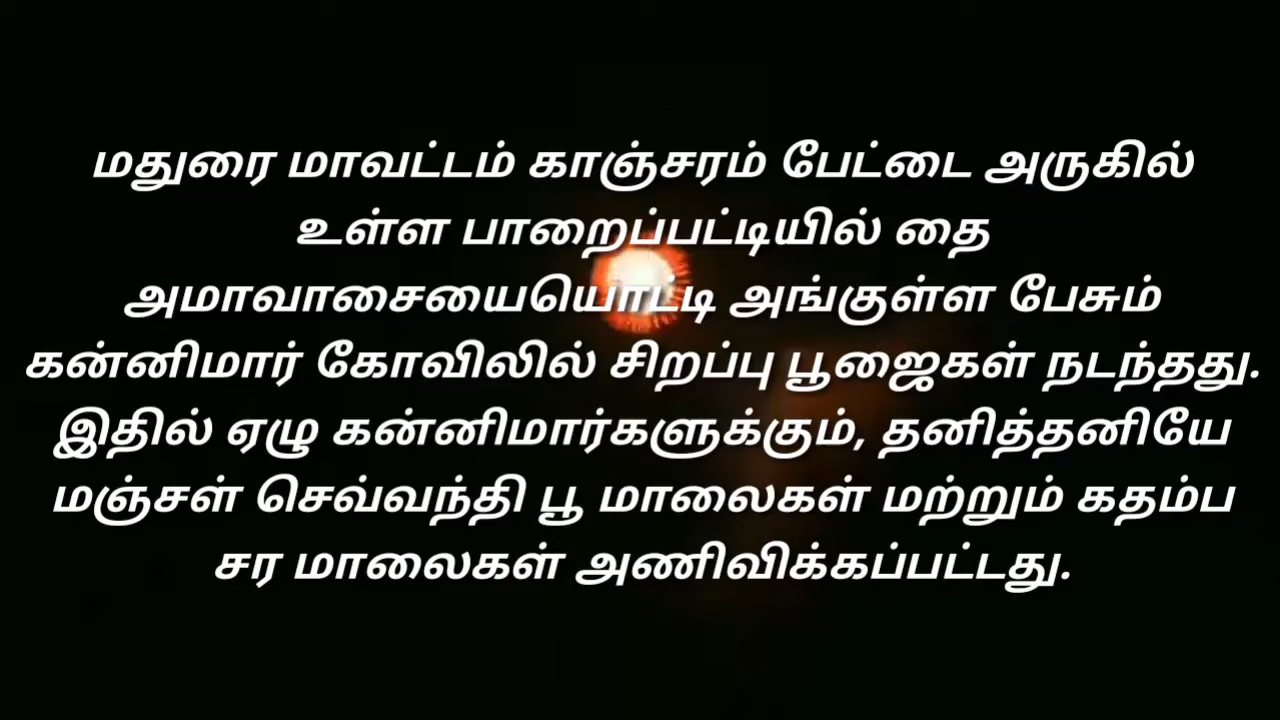 மதுரை மாவட்டம் காஞ்சரம் பேட்டை அருகில்
உள்ள பாறைப்பட்டியில் தை
அமாவாசையையொட்டி அங்குள்ள பேசும்
கன்னிமார் கோவிலில் சிறப்பு பூஜைகள் நடந்தது.
இதில் ஏழு கன்னிமார்களுக்கும், தனித்தனியே
மஞ்சள் செவ்வந்தி பூ மாலைகள் மற்றும் கதம்ப
சர மாலைகள் அணிவிக்கப்பட்டது.